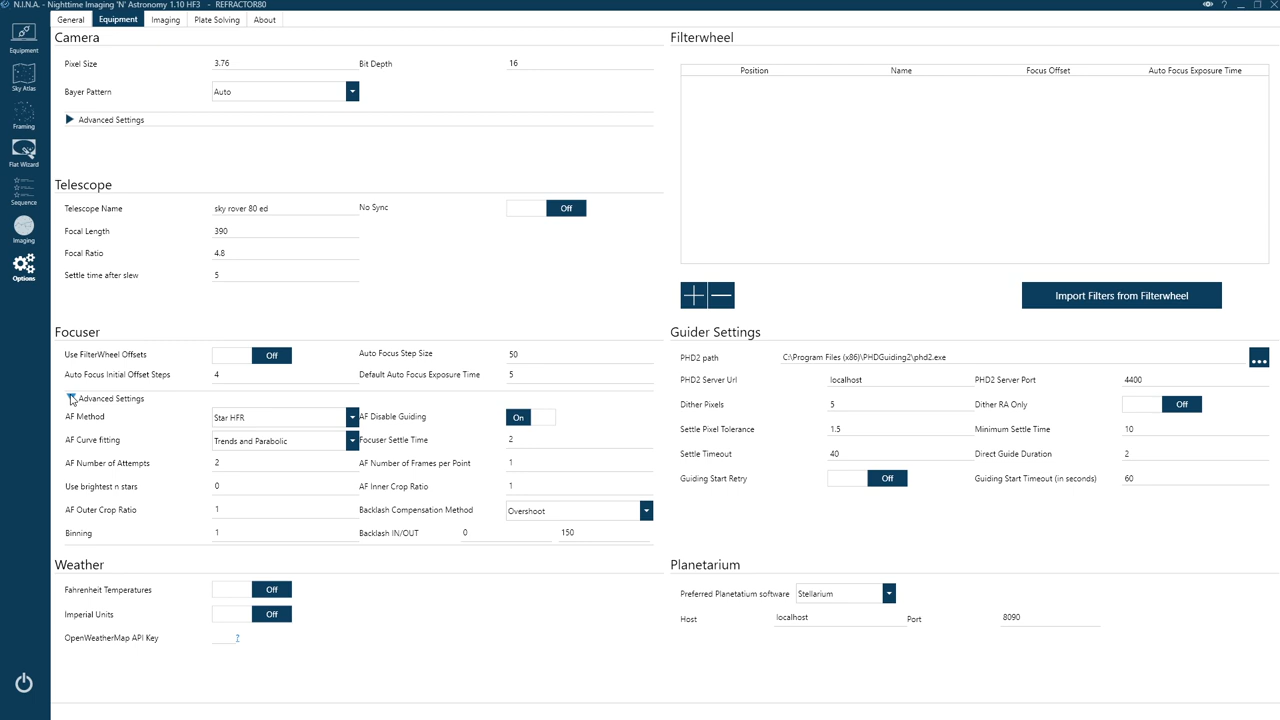 N.I.N.A. - Nighttime Imaging 'N' Astronomy 1.10 HF3 - REFRACTOR80
?
General Equipment Imaging Plate Solving About
Equipment
Sky Atlas
Framing
Flat Wizard
Sequence
Imaging
Options
Camera
Pixel Size 3.76 Bit Depth 16
Bayer Pattern Auto
Advanced Settings
Telescope
Telescope Name sky rover 80 ed No Sync Off
Focal Length 390
Focal Ratio 4.8
Settle time after slew 5
Focuser
Use FilterWheel Offsets Off Auto Focus Step Size 50
Auto Focus Initial Offset Steps 4 Default Auto Focus Exposure Time 5
Advanced Settings
AF Method Star HFR AF Disable Guiding On
AF Curve fitting Trends and Parabolic Focuser Settle Time 2
AF Number of Attempts 2 AF Number of Frames per Point 1
Use brightest n stars 0 AF Inner Crop Ratio 1
AF Outer Crop Ratio 1 Backlash Compensation Method Overshoot
Binning 1 Backlash IN/OUT 0 150
Weather
Fahrenheit Temperatures Off
Imperial Units Off
OpenWeatherMap API Key ?
Filterwheel
Position Name Focus Offset Auto Focus Exposure Time
Import Filters from Filterwheel
Guider Settings
PHD2 path C:\Program Files (x86)\PHDGuiding2\phd2.exe ...
PHD2 Server Url localhost PHD2 Server Port 4400
Dither Pixels 5 Dither RA Only Off
Settle Pixel Tolerance 1.5 Minimum Settle Time 10
Settle Timeout 40 Direct Guide Duration 2
Guiding Start Retry Off Guiding Start Timeout (in seconds) 60
Planetarium
Preferred Planetatium software Stellarium
Host localhost Port 8090